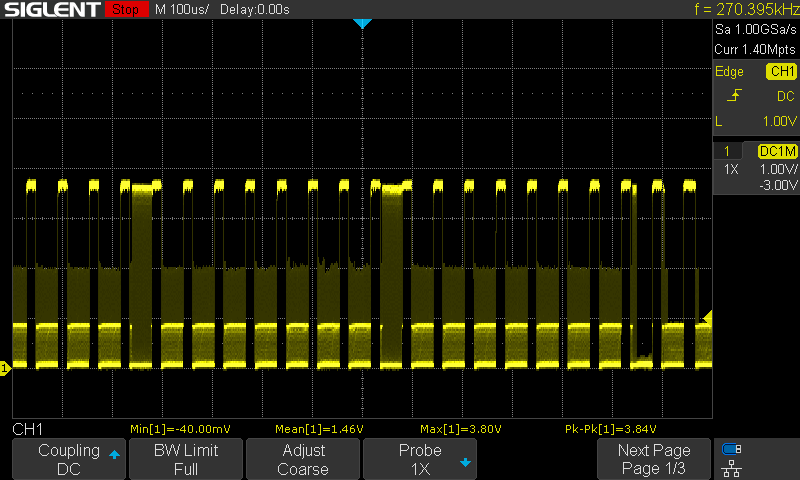 SIGLENT Stop M 100us/ Delay:0.00s f = 270.395kHz
Sa 1.00GSa/s
Curr 1.40Mpts
Edge CH1
DC
L 1.00V
1 DC1M
1X 1.00V/
-3.00V
1
CH1 Min[1]=-40.00mV Mean[1]=1.46V Max[1]=3.80V Pk-Pk[1]=3.84V
Coupling BW Limit Adjust Probe Next Page
DC Full Coarse 1X Page 1/3